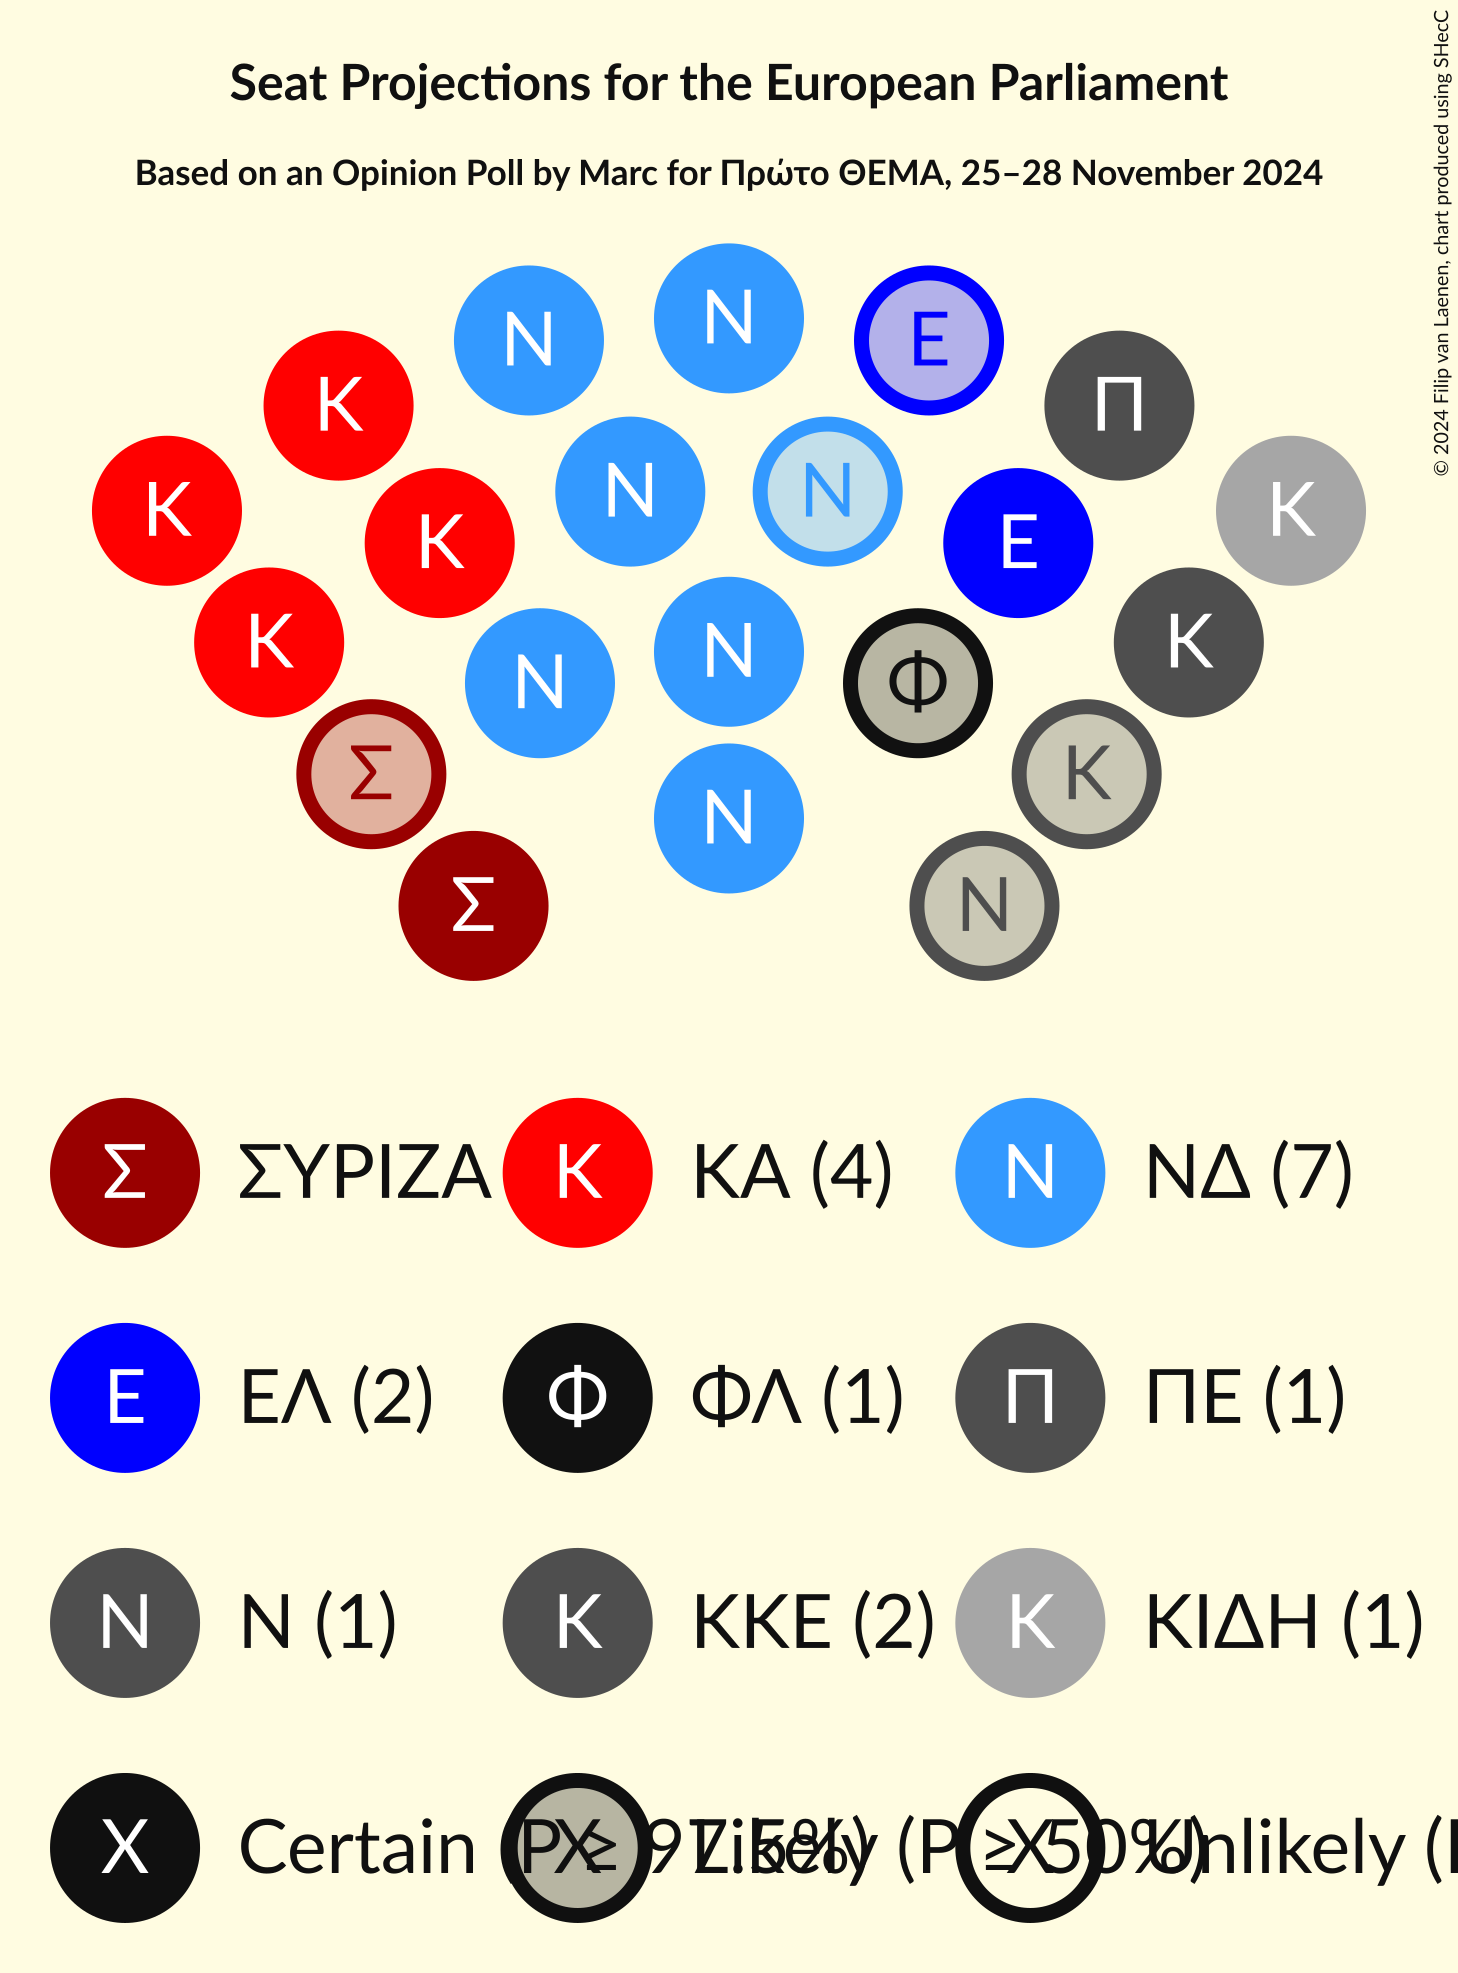 Seat Projections for the European Parliament
Based on an Opinion Poll by Marc for Πρώτο ΘΕΜΑ, 25–28 November 2024
© 2024 Filip van Laenen, chart produced using SHecC
Ν
Ν Ε
Κ Π
Ν Ν
Κ Κ
Κ Ε
Κ Κ
Ν
Ν Φ
Σ Κ
Ν
Σ Ν
Σ ΣΥΡΙΖΑ Κ ΚΑ (4) Ν ΝΔ (7)
Ε ΕΛ (2) Φ ΦΛ (1) Π ΠΕ (1)
Ν Ν (1) Κ ΚΚΕ (2) Κ ΚΙΔΗ (1)
X Certain (P ≥ 97.5%) X Likely (P ≥ 50%) X Unlikely (